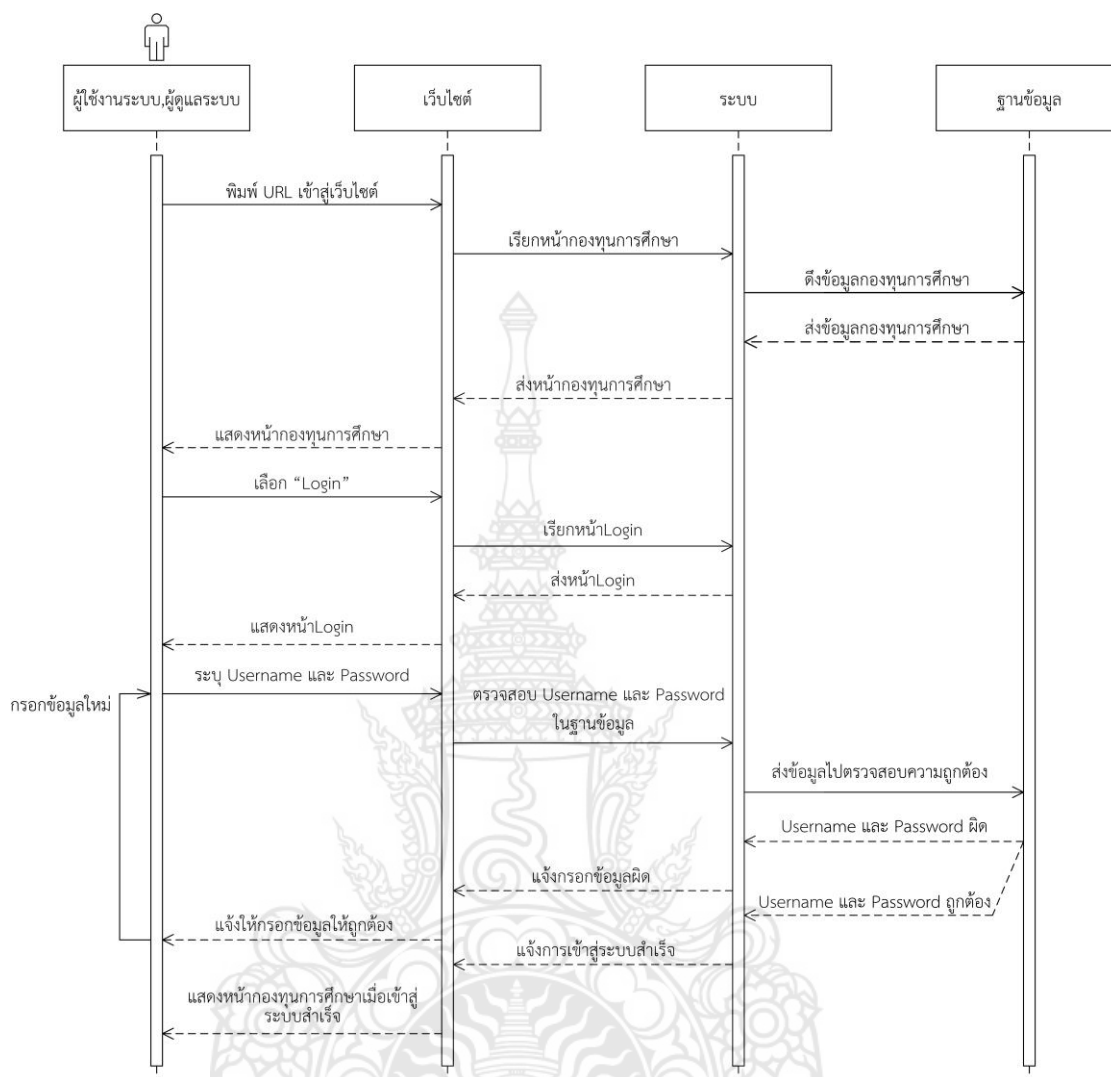 ผู้ใช้งานระบบ,ผู้ดูแลระบบ
เว็บไซต์
ระบบ
ฐานข้อมูล
พิมพ์ URL เข้าสู่เว็บไซต์
เรียกหน้ากองทุนการศึกษา
ดึงข้อมูลกองทุนการศึกษา
ส่งข้อมูลกองทุนการศึกษา
ส่งหน้ากองทุนการศึกษา
แสดงหน้ากองทุนการศึกษา
เลือก “Login”
เรียกหน้าLogin
ส่งหน้าLogin
แสดงหน้าLogin
ระบุ Username และ Password
กรอกข้อมูลใหม่
ตรวจสอบ Username และ Password
ในฐานข้อมูล
ส่งข้อมูลไปตรวจสอบความถูกต้อง
Username และ Password ผิด
แจ้งกรอกข้อมูลผิด
Username และ Password ถูกต้อง
แจ้งให้กรอกข้อมูลให้ถูกต้อง
แจ้งการเข้าสู่ระบบสำเร็จ
แสดงหน้ากองทุนการศึกษาเมื่อเข้าสู่
ระบบสำเร็จ